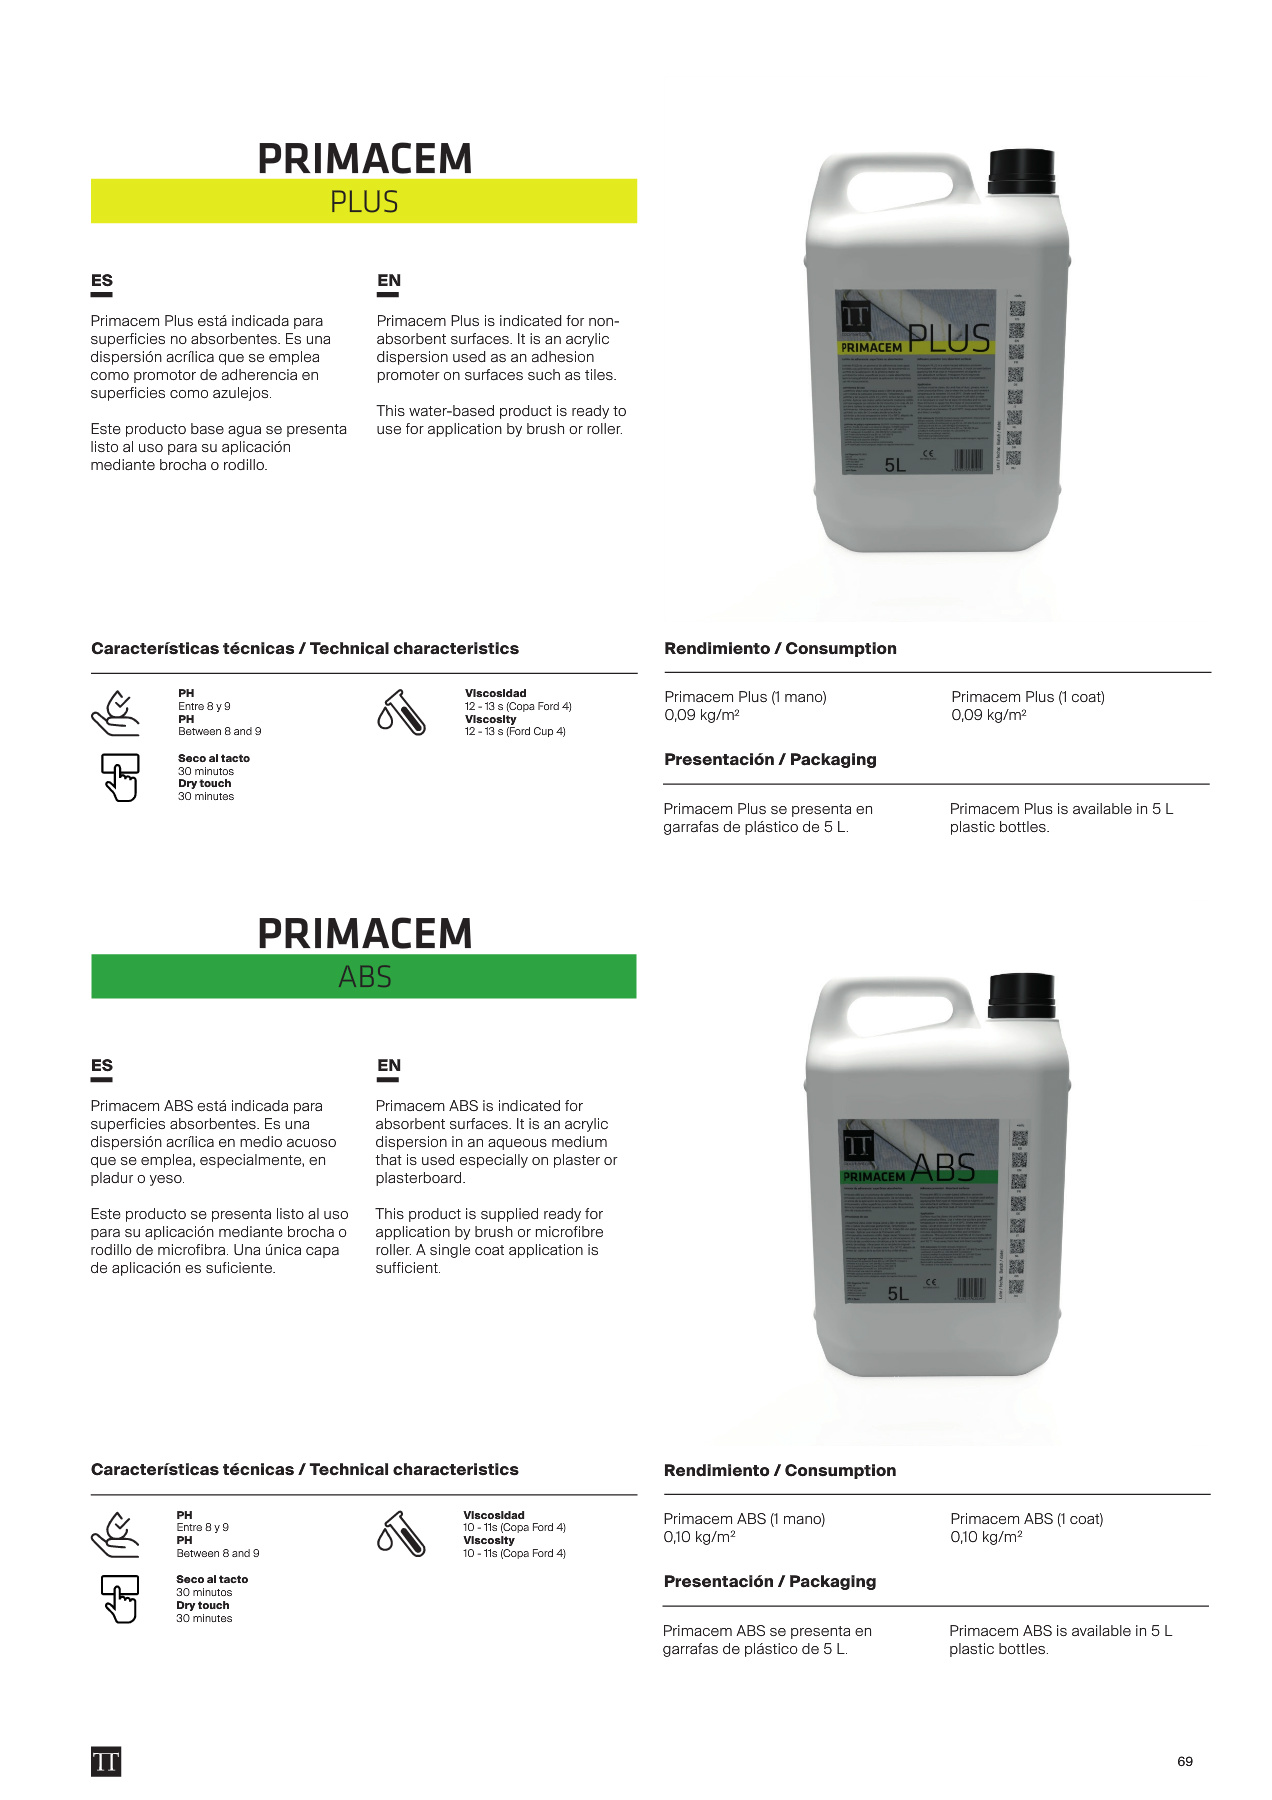 PRIMACEM
PLUS
ES
Primacem Plus está indicada para
superficies no absorbentes. Es una
dispersión acrílica que se emplea
como promotor de adherencia en
superficies como azulejos.
Este producto base agua se presenta
listo al uso para su aplicación
mediante brocha o rodillo.
EN
Primacem Plus is indicated for non-
absorbent surfaces. It is an acrylic
dispersion used as an adhesion
promoter on surfaces such as tiles.
This water-based product is ready to
use for application by brush or roller.
TT
PRIMACEM PLUS
5L
CE
Características técnicas / Technical characteristics
PH
Entre 8 y 9
PH
Between 8 and 9
Viscosidad
12 - 13 s (Copa Ford 4)
Viscosity
12 - 13 s (Ford Cup 4)
Seco al tacto
30 minutos
Dry touch
30 minutes
Rendimiento / Consumption
Primacem Plus (1 mano)
0,09 kg/m²
Primacem Plus (1 coat)
0,09 kg/m²
Presentación / Packaging
Primacem Plus se presenta en
garrafas de plástico de 5 L.
Primacem Plus is available in 5 L
plastic bottles.
PRIMACEM
ABS
ES
Primacem ABS está indicada para
superficies absorbentes. Es una
dispersión acrílica en medio acuoso
que se emplea, especialmente, en
pladur o yeso.
Este producto se presenta listo al uso
para su aplicación mediante brocha o
rodillo de microfibra. Una única capa
de aplicación es suficiente.
EN
Primacem ABS is indicated for
absorbent surfaces. It is an acrylic
dispersion in an aqueous medium
that is used especially on plaster or
plasterboard.
This product is supplied ready for
application by brush or microfibre
roller. A single coat application is
sufficient.
TT
PRIMACEM ABS
5L
CE
Características técnicas / Technical characteristics
PH
Entre 8 y 9
PH
Between 8 and 9
Viscosidad
10 - 11s (Copa Ford 4)
Viscosity
10 - 11s (Copa Ford 4)
Seco al tacto
30 minutos
Dry touch
30 minutes
Rendimiento / Consumption
Primacem ABS (1 mano)
0,10 kg/m²
Primacem ABS (1 coat)
0,10 kg/m²
Presentación / Packaging
Primacem ABS se presenta en
garrafas de plástico de 5 L.
Primacem ABS is available in 5 L
plastic bottles.
TT
69